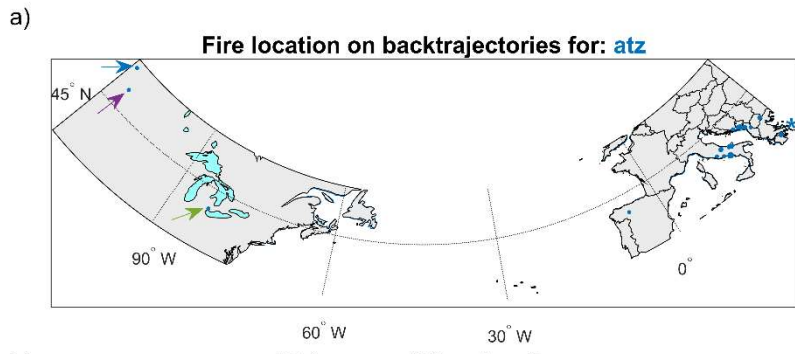 a)
Fire location on backtrajectories for: atz
45° N
90° W
60° W
30° W
0°